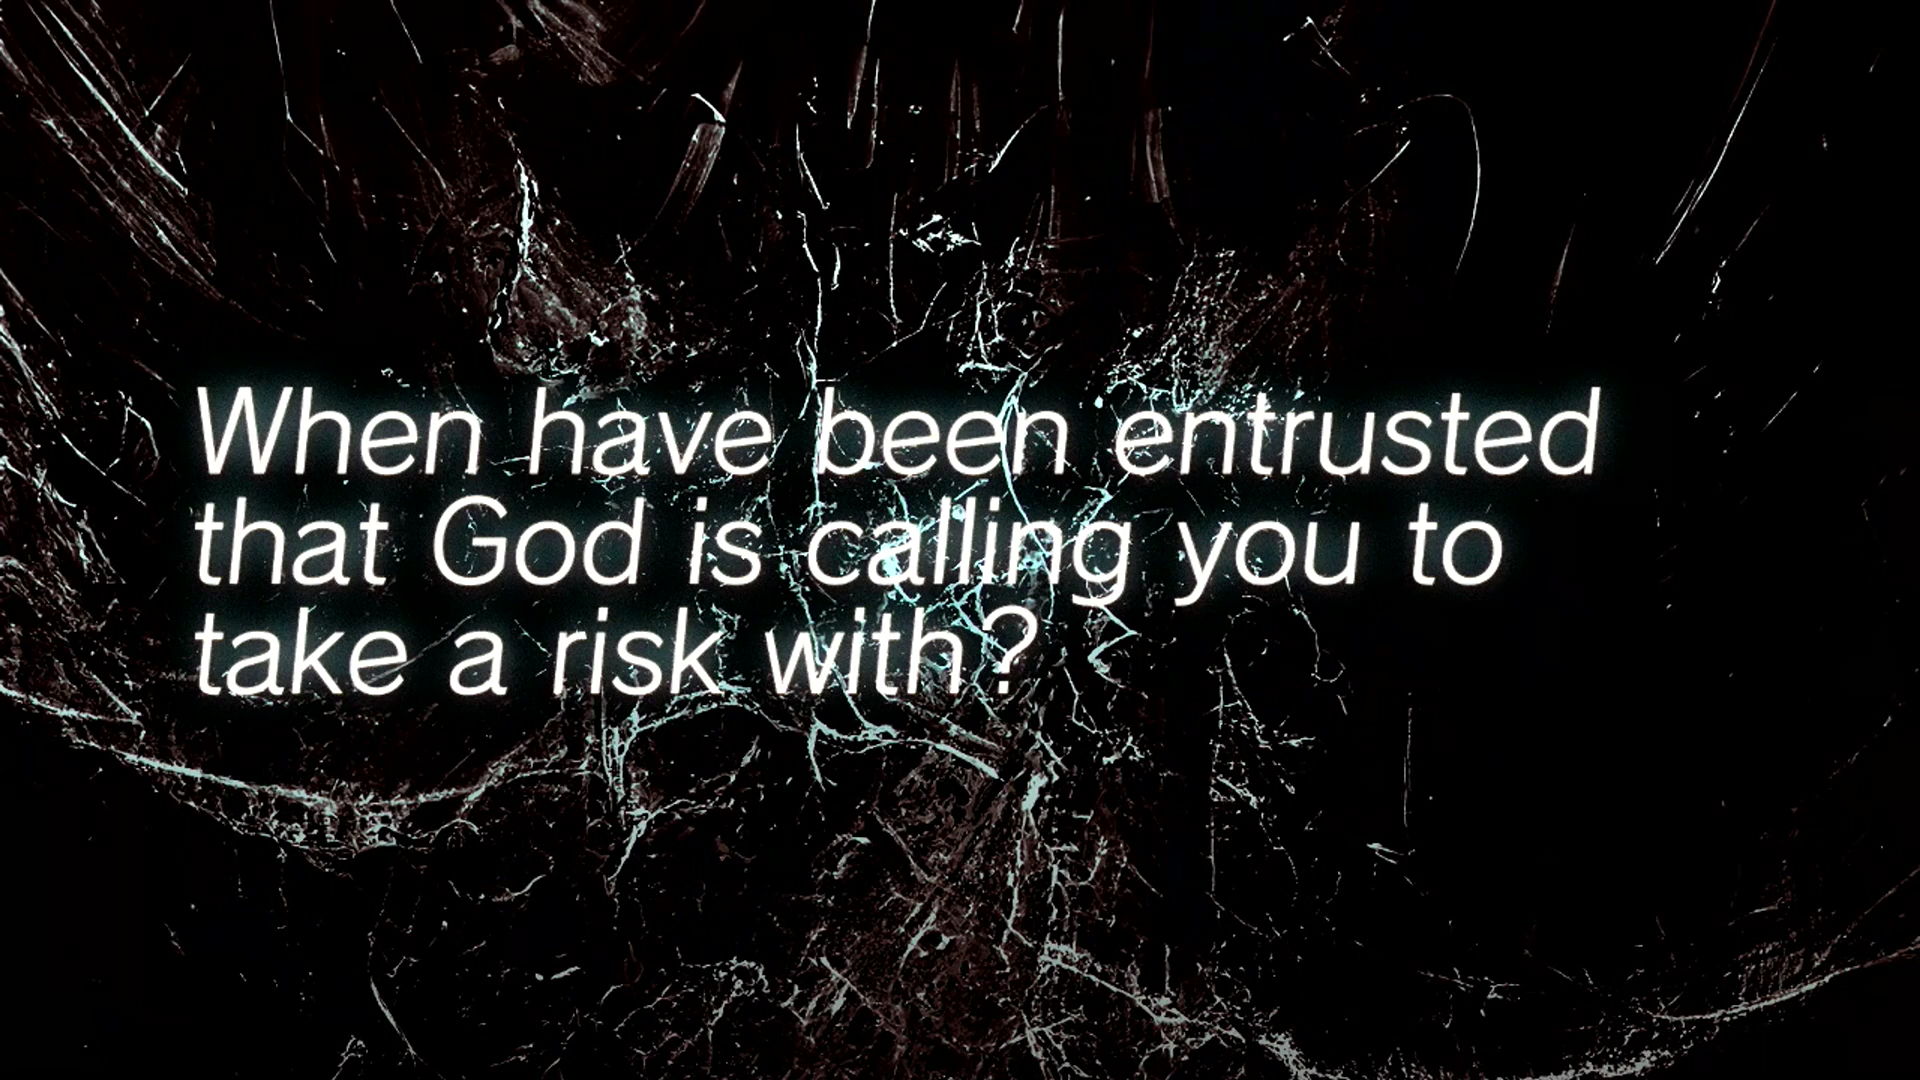 When have been entrusted
that God is calling you to
take a risk with?